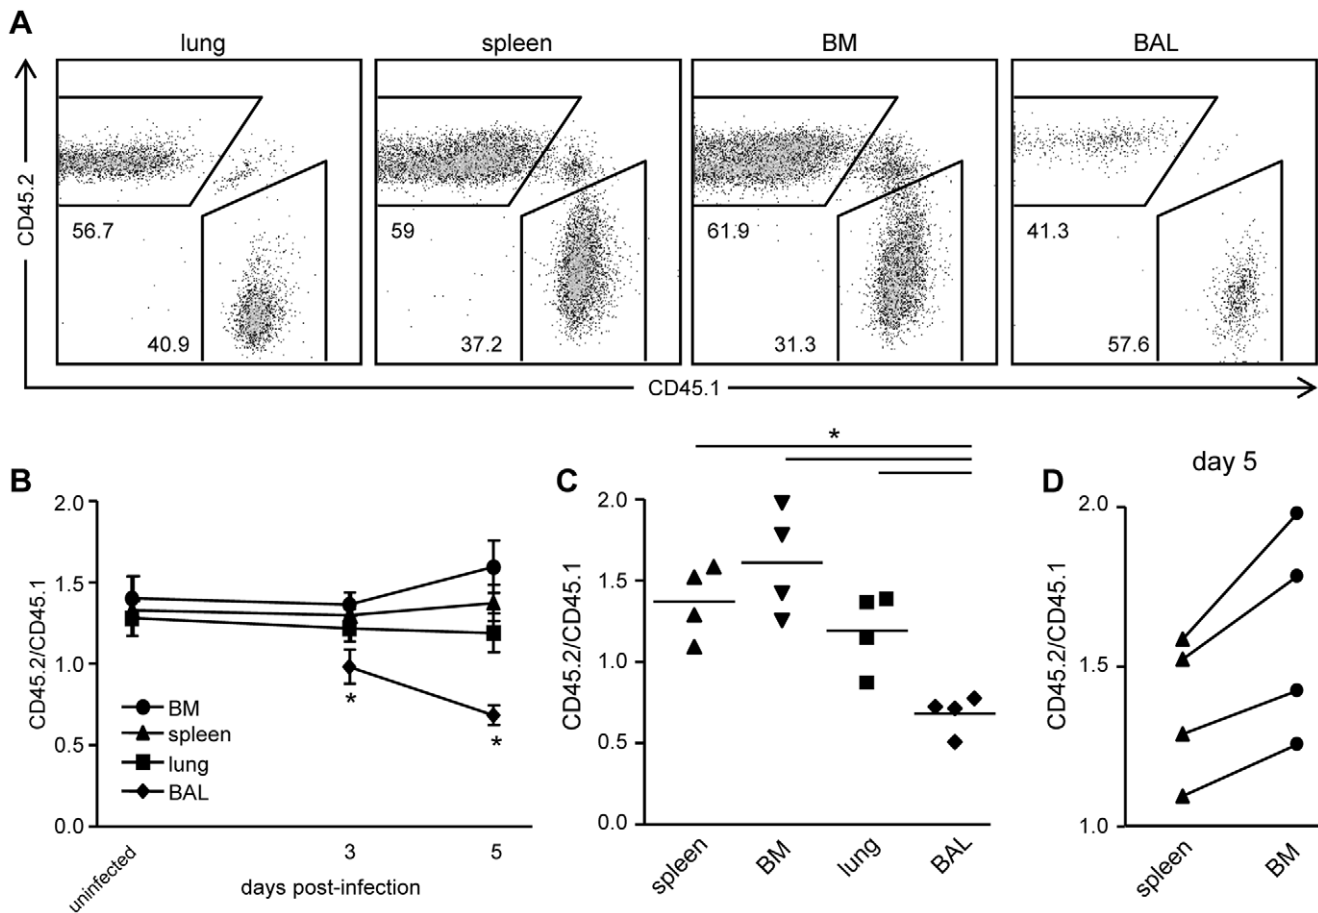 A
lung spleen BM BAL
CD45.2
56.7 59 61.9 41.3
40.9 37.2 31.3 57.6
CD45.1
B
CD45.2/CD45.1
2.0
1.5
1.0
0.5
0.0
BM
spleen
lung
BAL
*
*
uninfected 3 5
days post-infection
C
*
CD45.2/CD45.1
2.0
1.5
1.0
0.5
0.0
spleen BM lung BAL
D
day 5
CD45.2/CD45.1
2.0
1.5
1.0
spleen BM